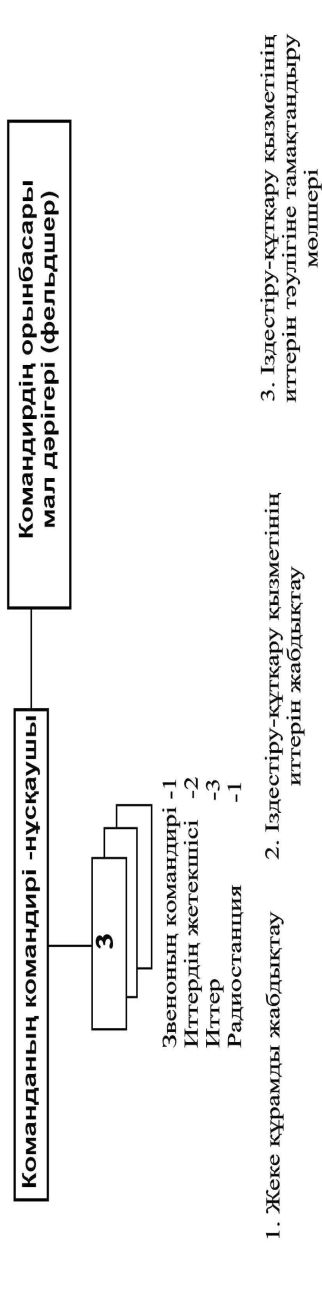 Команданың командирі -нұсқаушы
Командирдің орынбасары
мал дәрігері (фельдшер)
3
Звеноның командирі -1
Иттердің жетекшісі -2
Иттер -3
Радиостанция -1
1. Жеке құрамды жабдықтау
2. Іздестіру-құтқару қызметінің
иттерін жабдықтау
3. Іздестіру-құтқару қызметінің
иттерін тәулігіне тамақтандыру
мөлшері